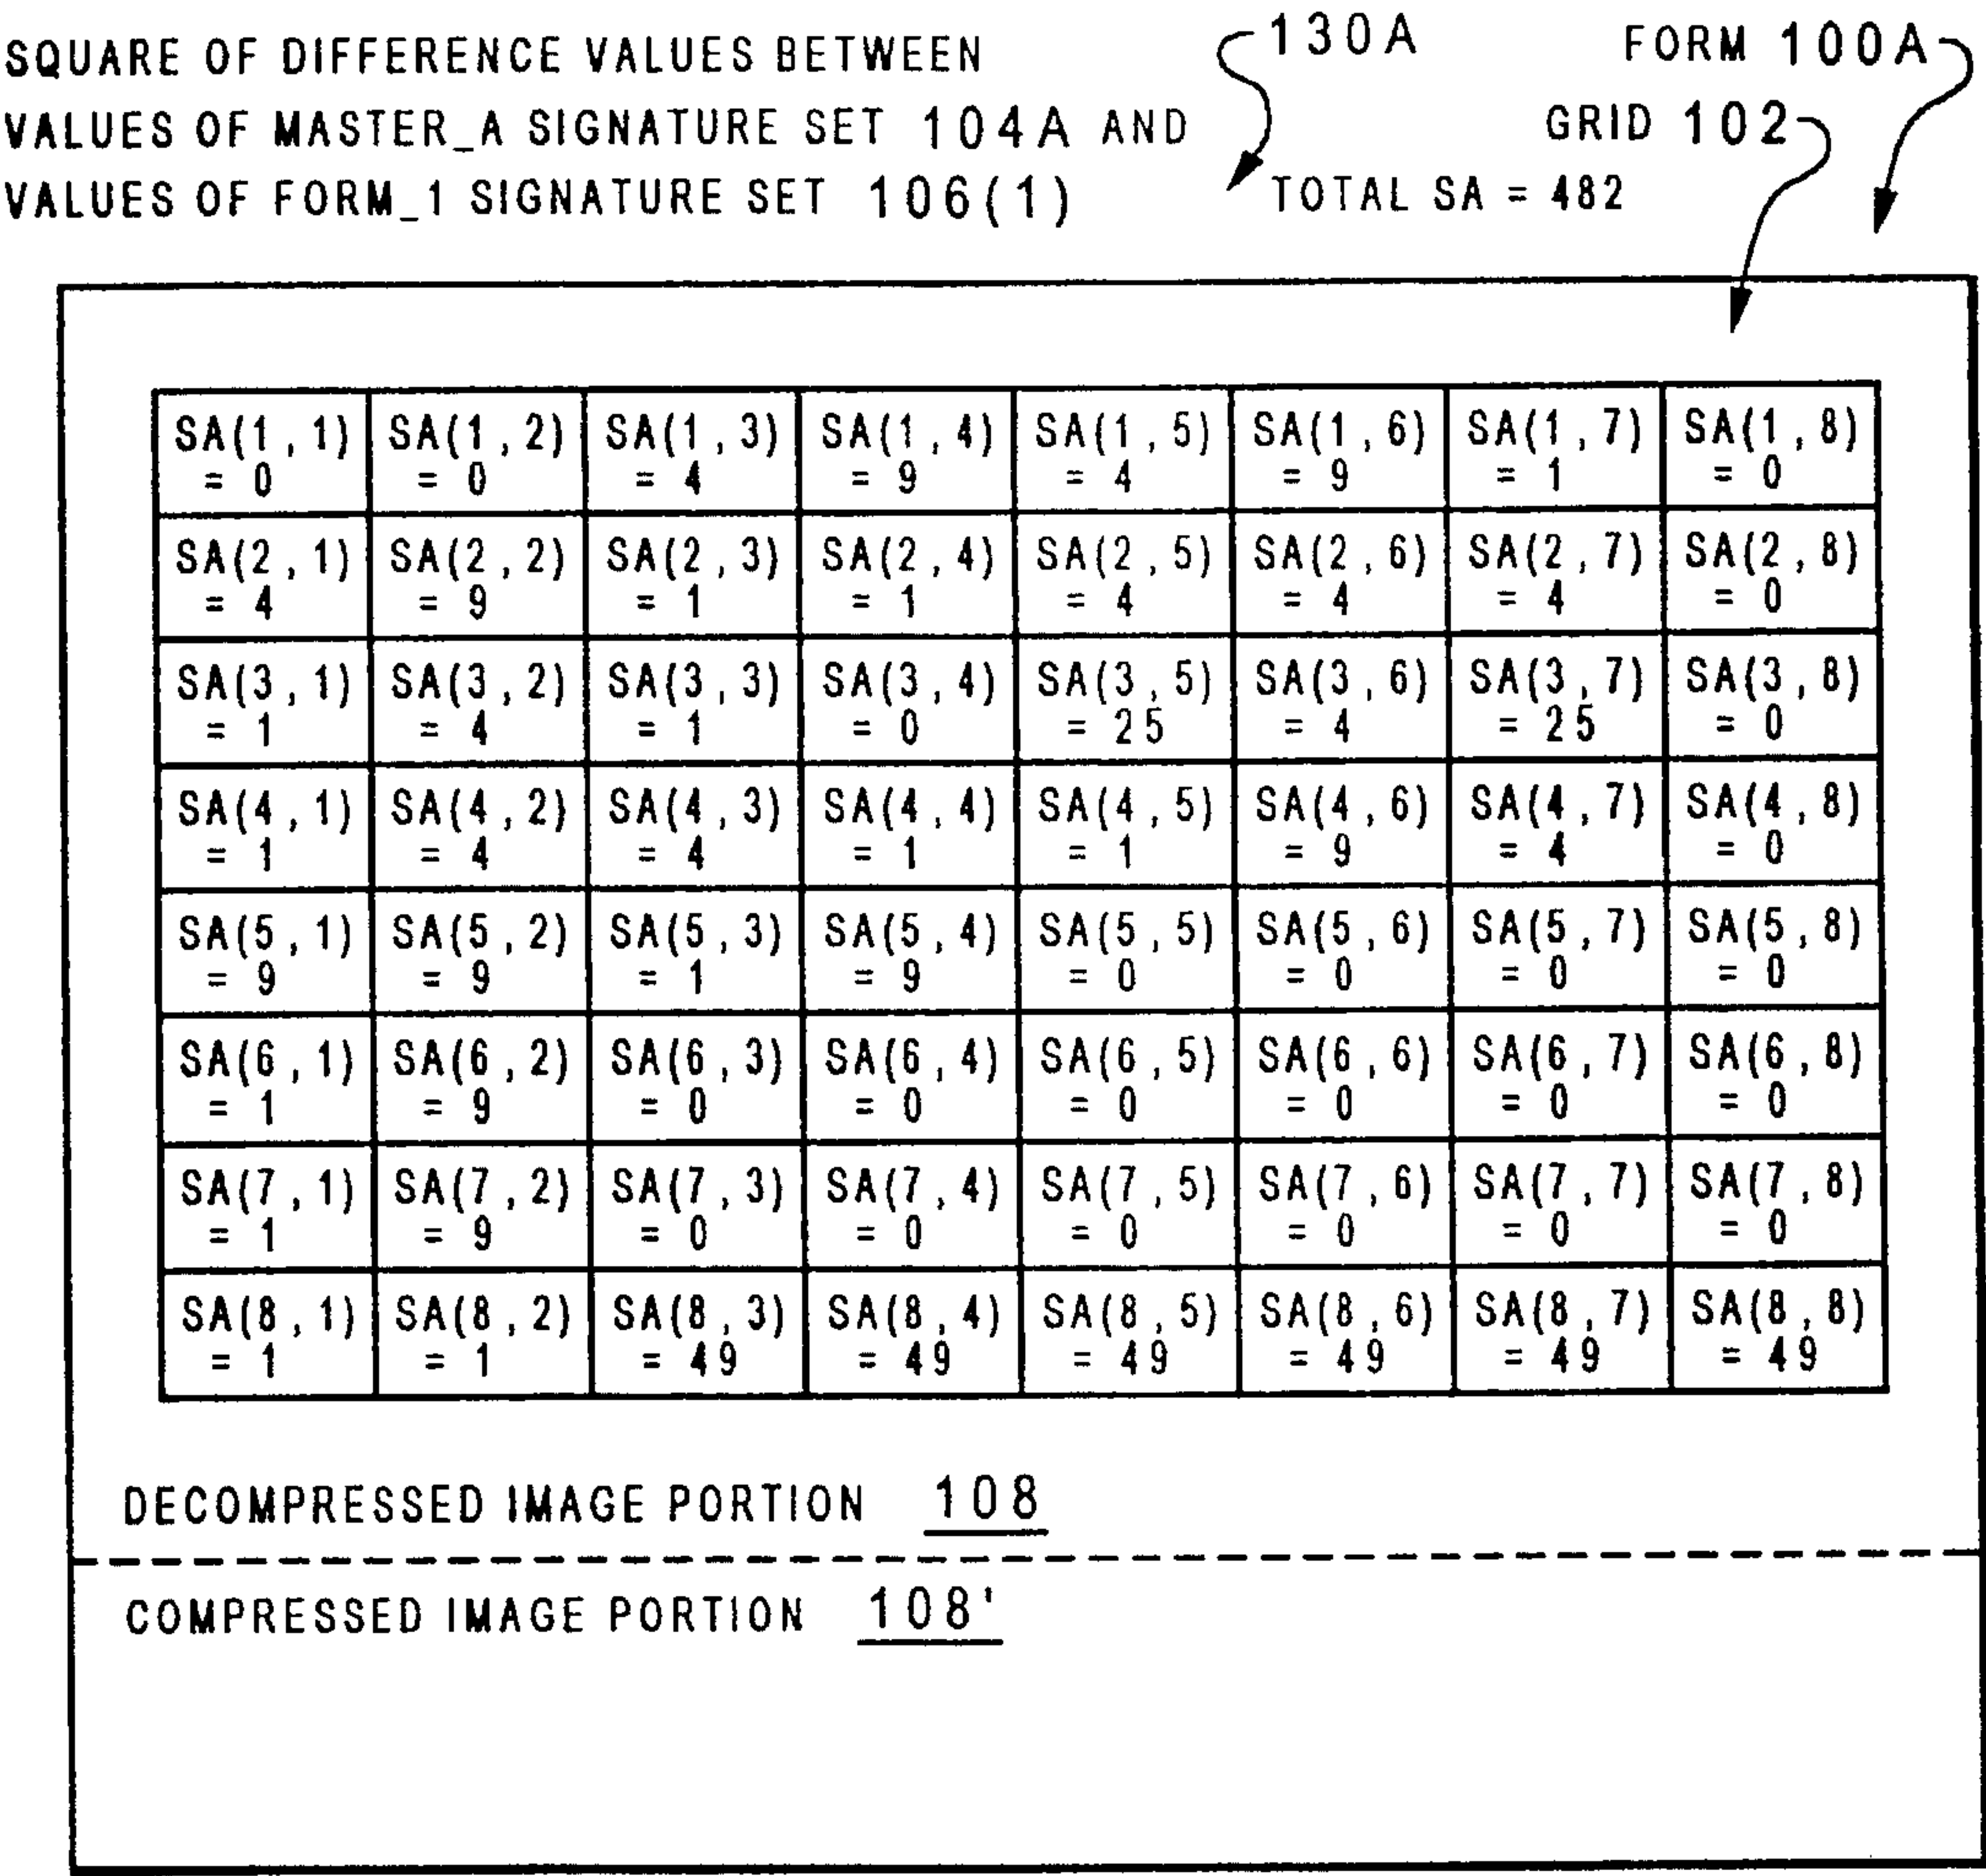 SQUARE OF DIFFERENCE VALUES BETWEEN
VALUES OF MASTER_A SIGNATURE SET 104A AND
VALUES OF FORM_1 SIGNATURE SET 106(1)
130A
TOTAL SA = 482
FORM 100A
GRID 102
SA(1,1) SA(1,2) SA(1,3) SA(1,4) SA(1,5) SA(1,6) SA(1,7) SA(1,8)
= 0 = 0 = 4 = 9 = 4 = 9 = 1 = 0
SA(2,1) SA(2,2) SA(2,3) SA(2,4) SA(2,5) SA(2,6) SA(2,7) SA(2,8)
= 4 = 9 = 1 = 1 = 4 = 4 = 4 = 0
SA(3,1) SA(3,2) SA(3,3) SA(3,4) SA(3,5) SA(3,6) SA(3,7) SA(3,8)
= 1 = 4 = 1 = 0 = 25 = 4 = 25 = 0
SA(4,1) SA(4,2) SA(4,3) SA(4,4) SA(4,5) SA(4,6) SA(4,7) SA(4,8)
= 1 = 4 = 4 = 1 = 1 = 9 = 4 = 0
SA(5,1) SA(5,2) SA(5,3) SA(5,4) SA(5,5) SA(5,6) SA(5,7) SA(5,8)
= 9 = 9 = 1 = 9 = 0 = 0 = 0 = 0
SA(6,1) SA(6,2) SA(6,3) SA(6,4) SA(6,5) SA(6,6) SA(6,7) SA(6,8)
= 1 = 9 = 0 = 0 = 0 = 0 = 0 = 0
SA(7,1) SA(7,2) SA(7,3) SA(7,4) SA(7,5) SA(7,6) SA(7,7) SA(7,8)
= 1 = 9 = 0 = 0 = 0 = 0 = 0 = 0
SA(8,1) SA(8,2) SA(8,3) SA(8,4) SA(8,5) SA(8,6) SA(8,7) SA(8,8)
= 1 = 1 = 49 = 49 = 49 = 49 = 49 = 49
DECOMPRESSED IMAGE PORTION 108
COMPRESSED IMAGE PORTION 108'